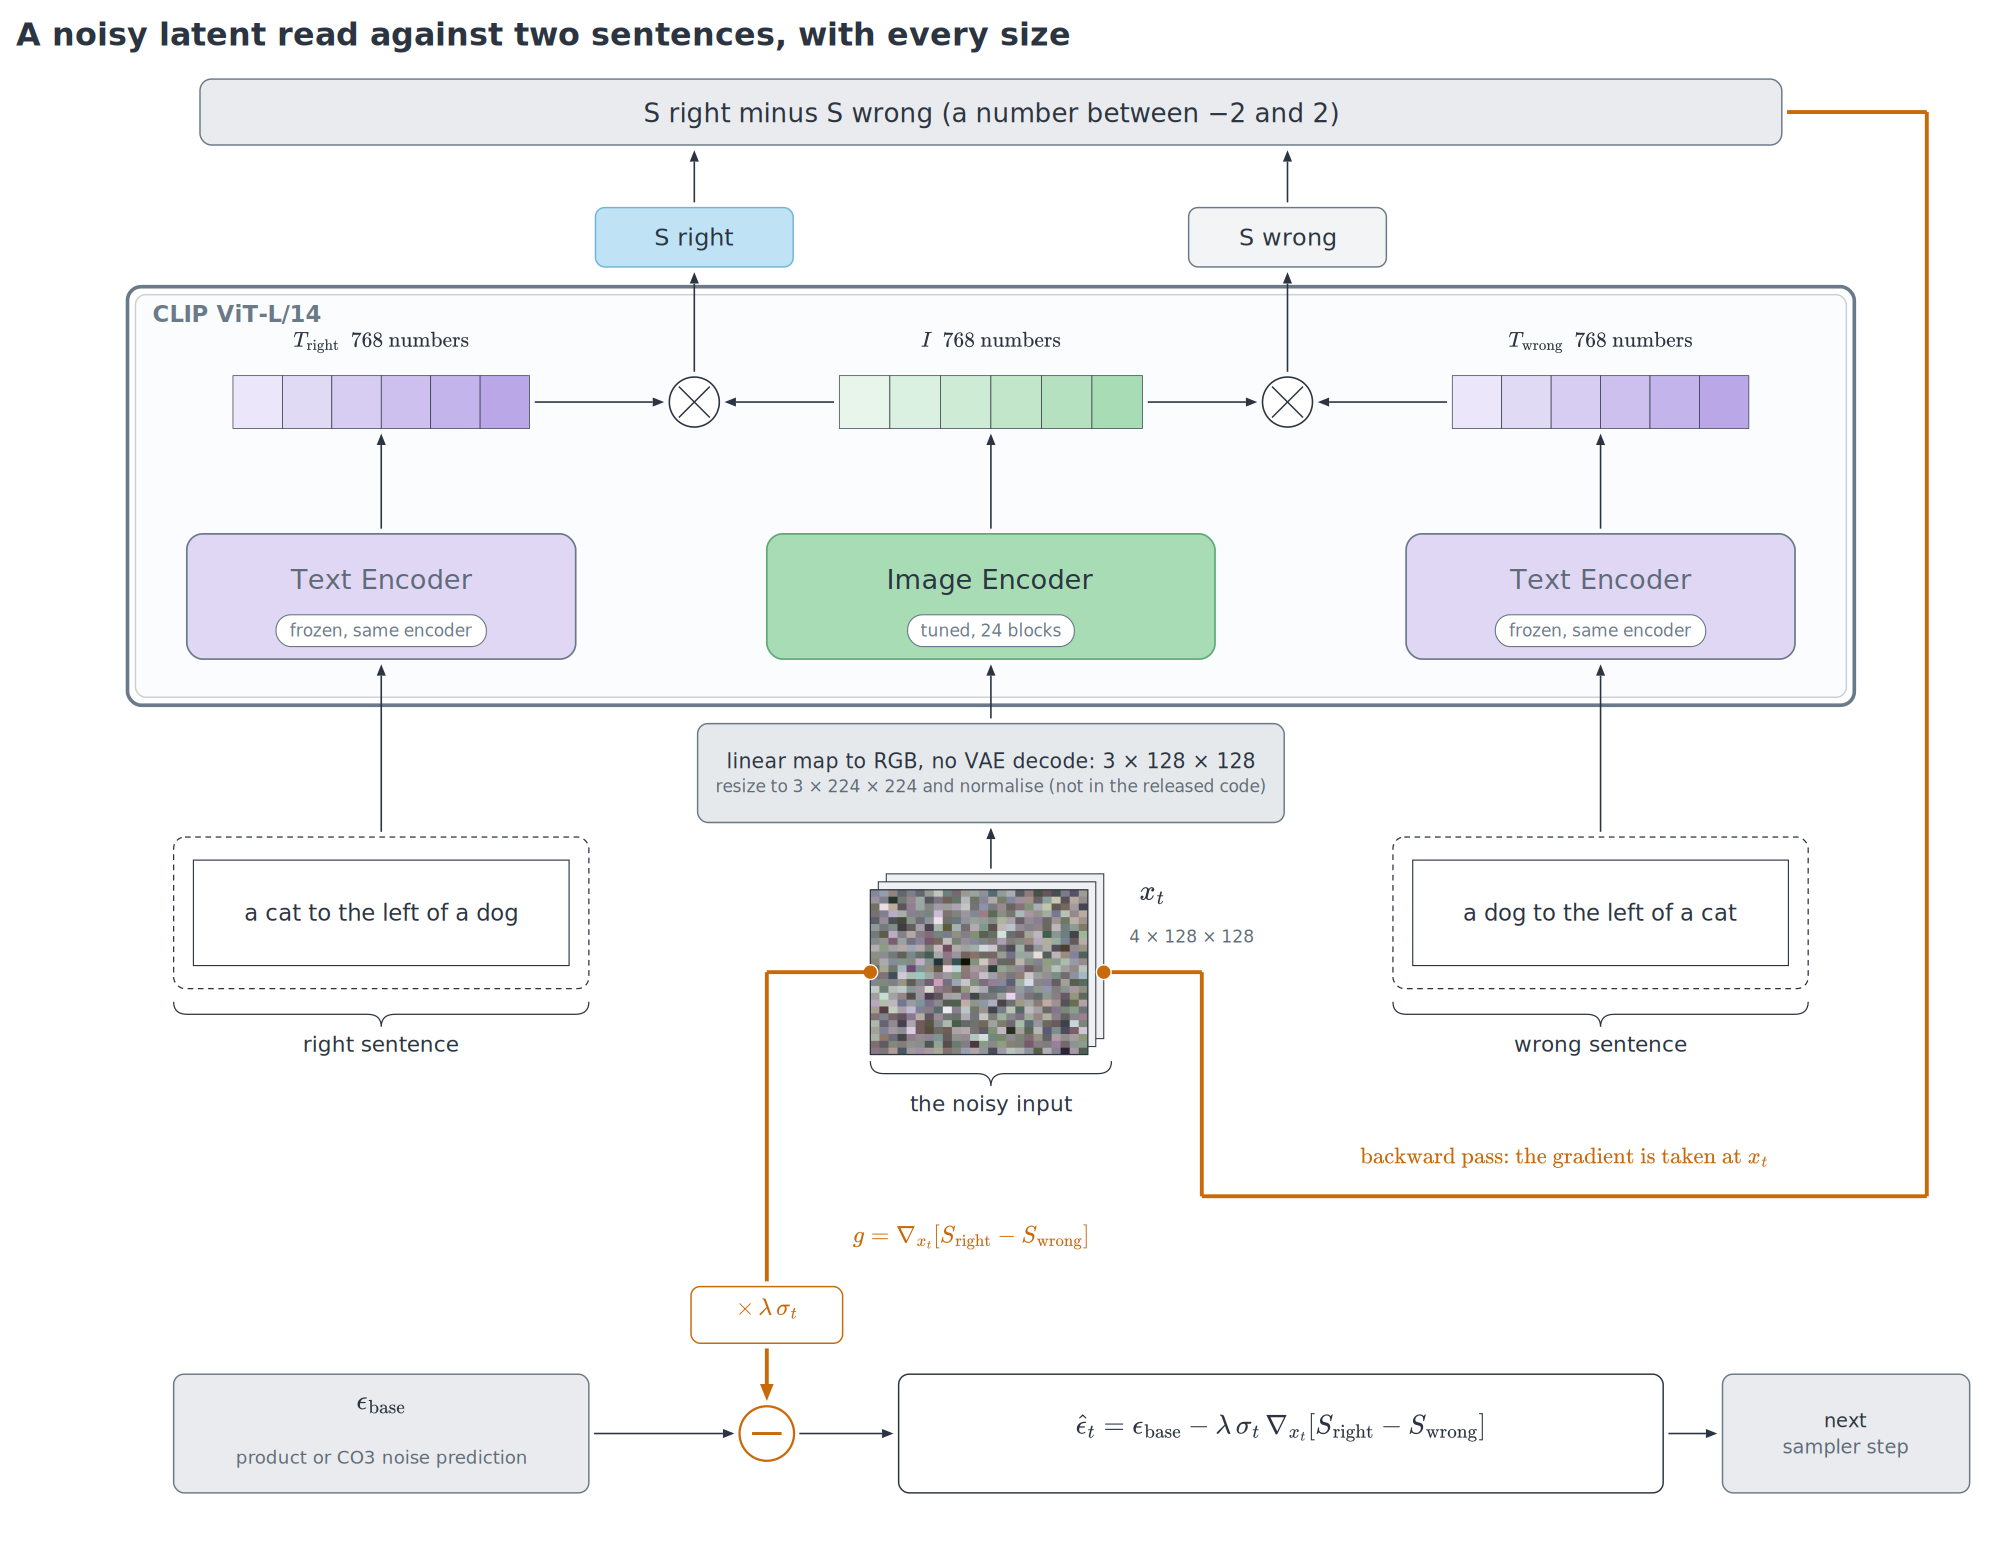 A noisy latent read against two sentences, with every size
S right minus S wrong (a number between −2 and 2)
S right
S wrong
CLIP ViT-L/14
T_right 768 numbers
I 768 numbers
T_wrong 768 numbers
Text Encoder
frozen, same encoder
Image Encoder
tuned, 24 blocks
Text Encoder
frozen, same encoder
linear map to RGB, no VAE decode: 3 × 128 × 128
resize to 3 × 224 × 224 and normalise (not in the released code)
a cat to the left of a dog
right sentence
x_t
4 × 128 × 128
the noisy input
a dog to the left of a cat
wrong sentence
backward pass: the gradient is taken at x_t
g = ∇_{x_t}[S_right − S_wrong]
× λ σ_t
ϵ_base
product or CO3 noise prediction
ϵ̂_t = ϵ_base − λ σ_t ∇_{x_t}[S_right − S_wrong]
next
sampler step